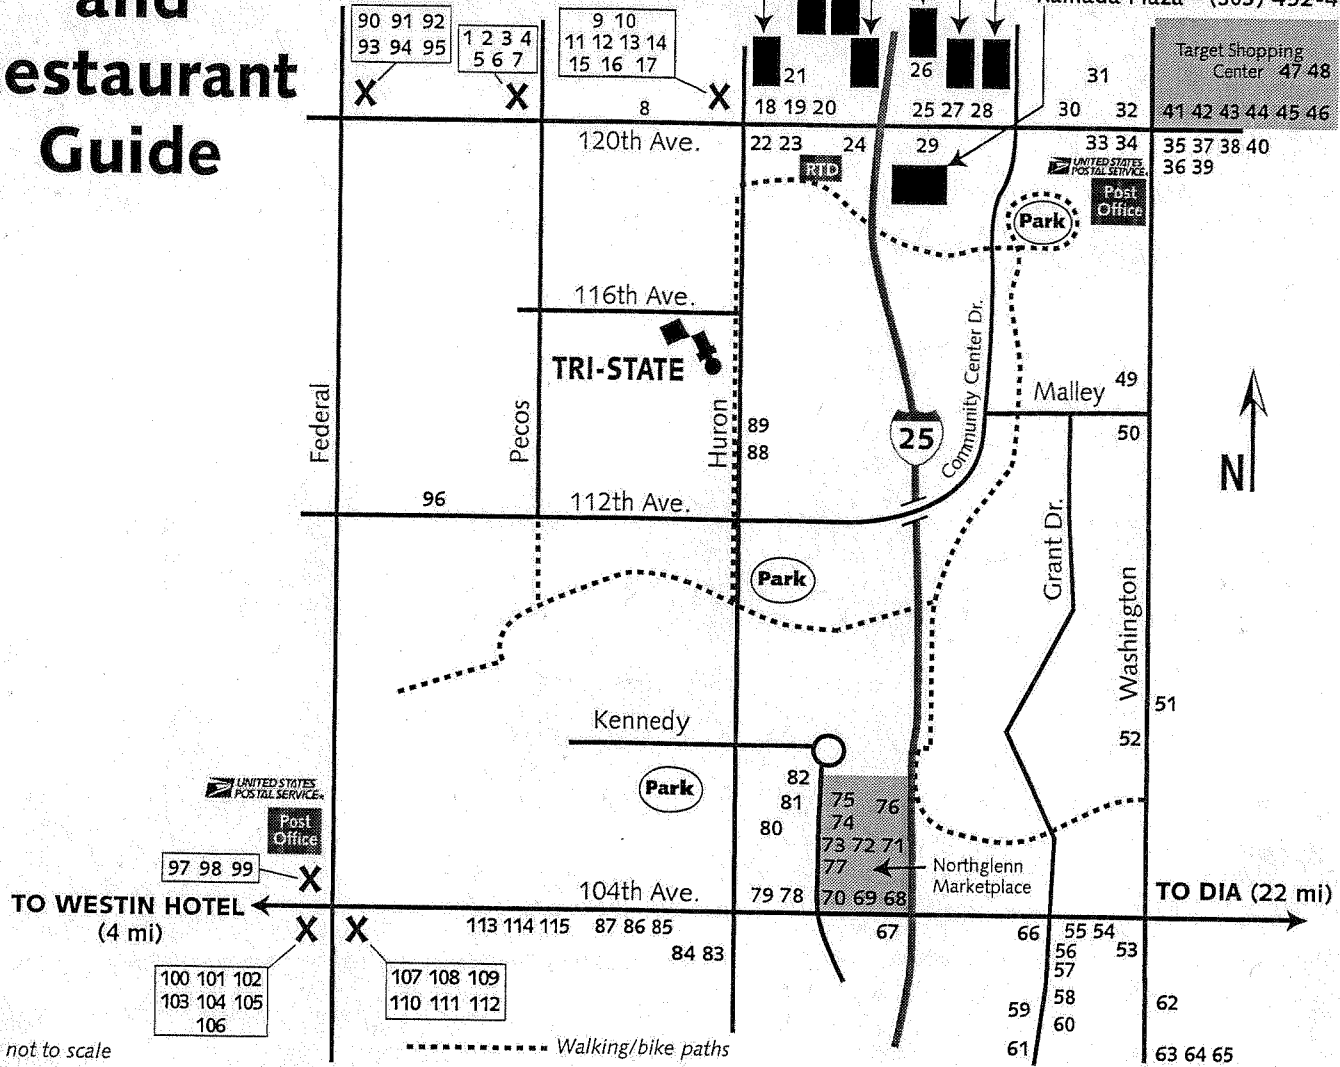 and
estaurant
Guide
90 91 92
93 94 95
1 2 3 4
5 6 7
9 10
11 12 13 14
15 16 17
8
21
18 19 20
26
25 27 28
31
30
32
Target Shopping
Center 47 48
41 42 43 44 45 46
120th Ave.
22 23
24
29
33 34
35 37 38 40
36 39
RTD
UNITED STATES
POSTAL SERVICE
Post
Office
Park
116th Ave.
TRI-STATE
Federal
Pecos
Huron
89
88
25
Community Center Dr.
Malley
49
50
N
96
112th Ave.
Park
Grant Dr.
Washington
51
52
Kennedy
Park
82
81
80
75
76
74
73 72 71
77
Northglenn
Marketplace
UNITED STATES
POSTAL SERVICE
Post
Office
97 98 99
104th Ave.
79 78
70 69 68
TO WESTIN HOTEL
(4 mi)
TO DIA (22 mi)
113 114 115
87 86 85
84 83
67
66
55 54
56
57
53
58
59
60
61
62
63 64 65
100 101 102
103 104 105
106
107 108 109
110 111 112
not to scale
Walking/bike paths